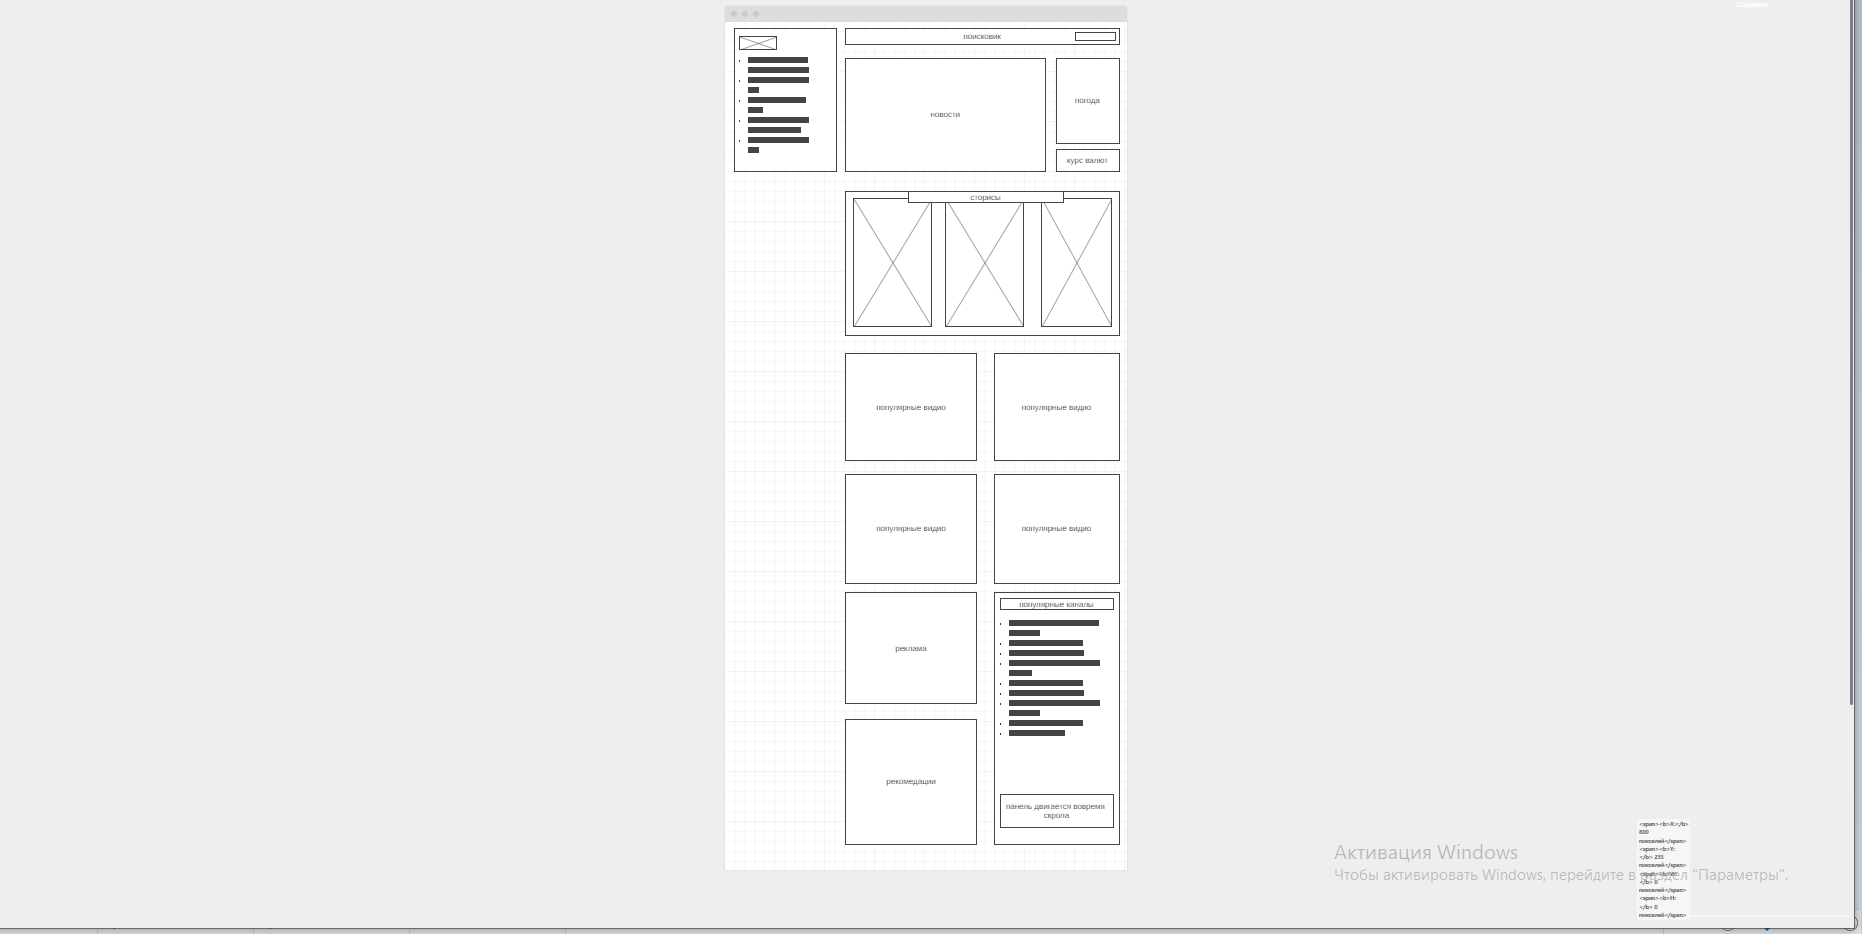 Сохранить
поисковик
новости
погода
курс валют
сторисы
популярные видио
популярные видио
популярные видио
популярные видио
реклама
популярные каналы
рекомедации
панель двигается вовремя
скрола
Активация Windows
Чтобы активировать Windows, перейдите в раздел "Параметры".
<span><b>X:</b>
800
пикселей</span>
<span><b>Y:
</b> 235
пикселей</span>
<span><b>W:
</b> 0
пикселей</span>
<span><b>H:
</b> 0
пикселей</span>